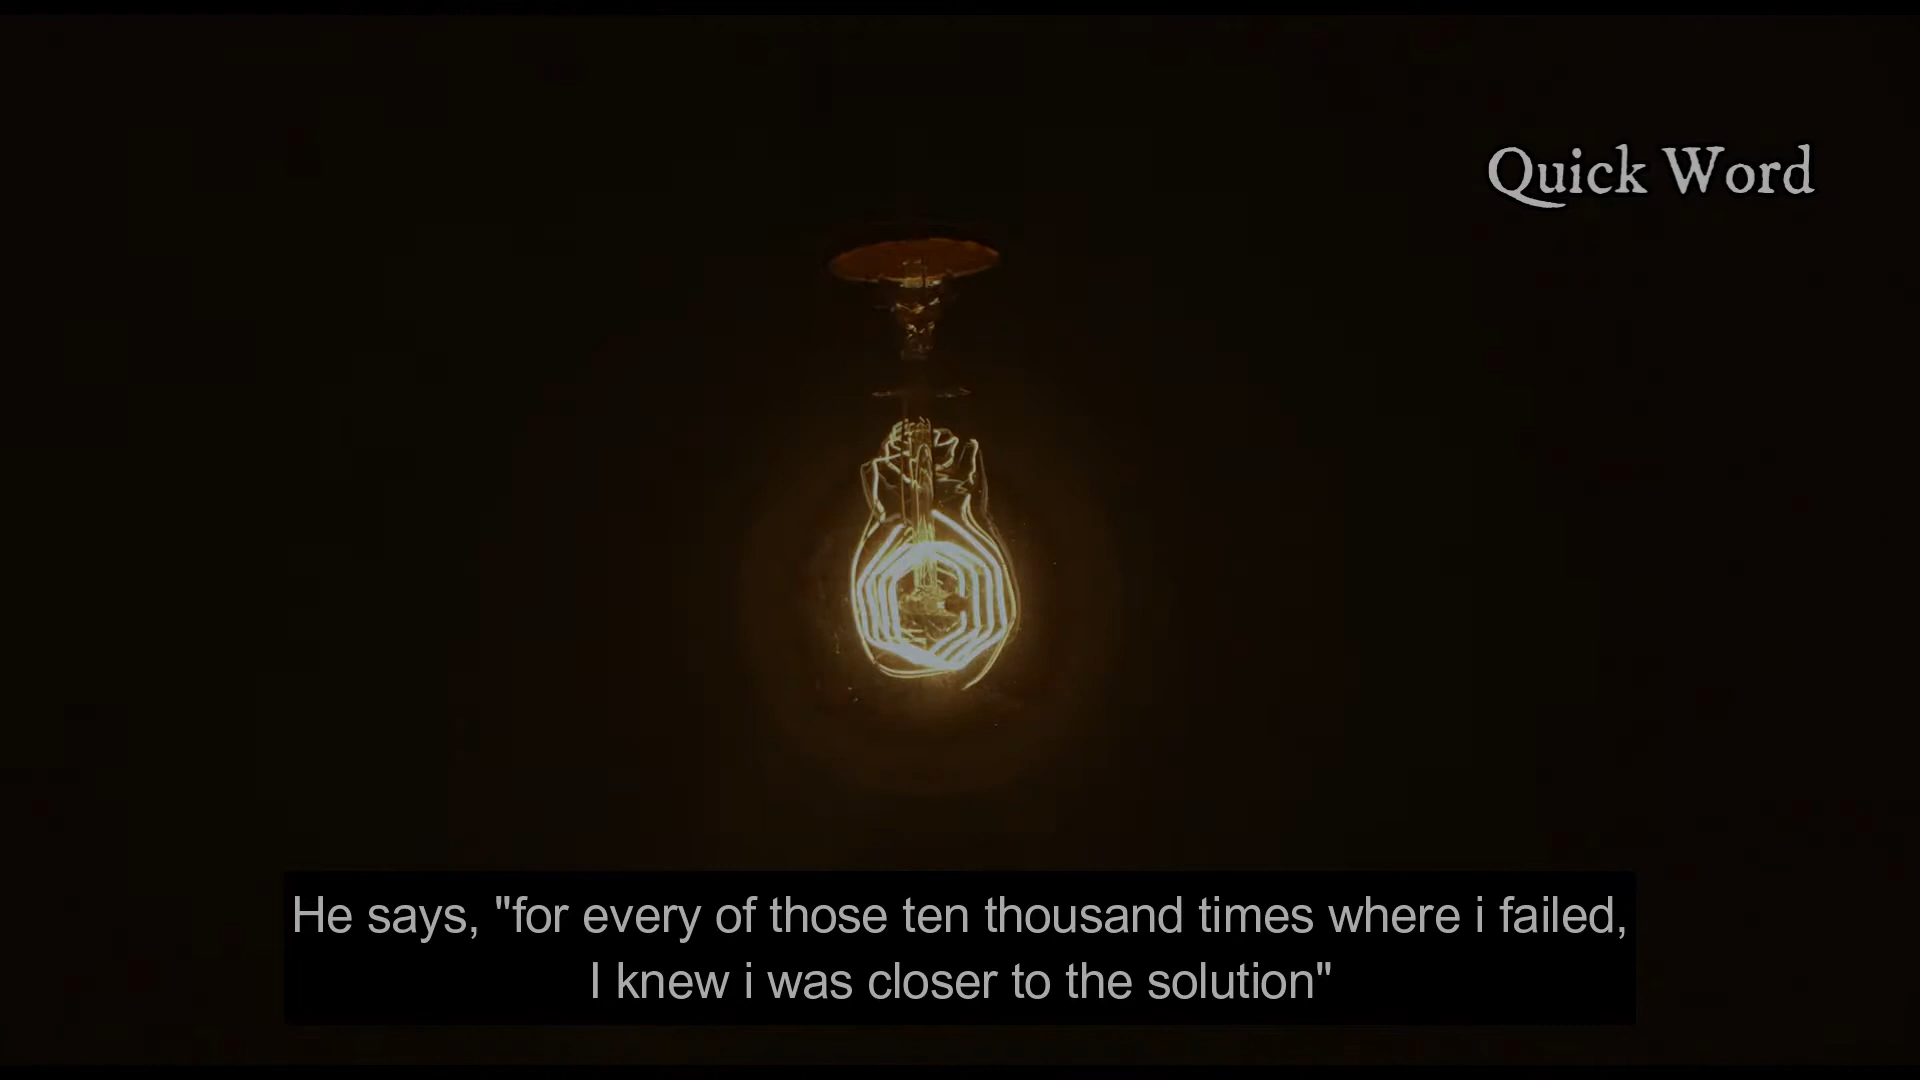 Quick Word
He says, "for every of those ten thousand times where i failed,
I knew i was closer to the solution"